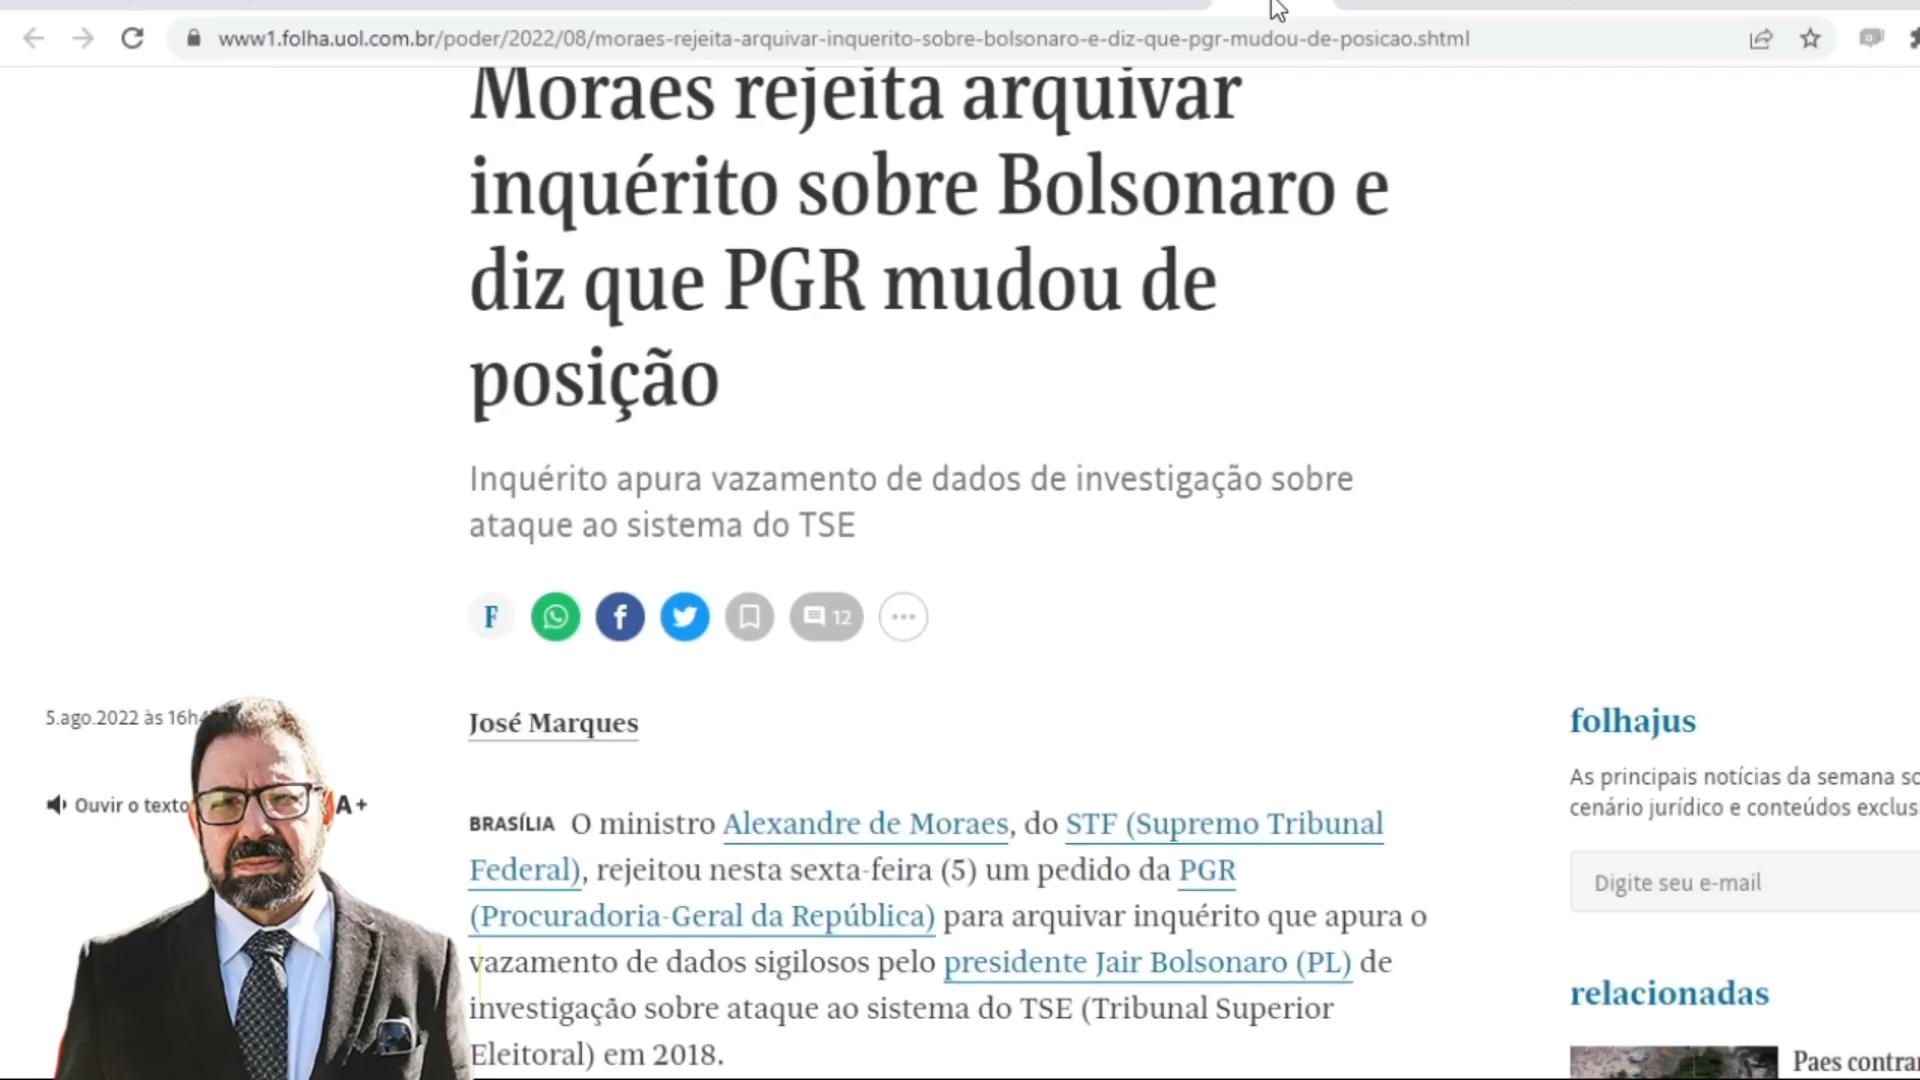 www1.folha.uol.com.br/poder/2022/08/moraes-rejeita-arquivar-inquerito-sobre-bolsonaro-e-diz-que-pgr-mudou-de-posicao.shtml
Moraes rejeita arquivar
inquérito sobre Bolsonaro e
diz que PGR mudou de
posição
Inquérito apura vazamento de dados de investigação sobre
ataque ao sistema do TSE
F
12
5.ago.2022 às 16h
José Marques
Ouvir o texto
A+
BRASÍLIA O ministro Alexandre de Moraes, do STF (Supremo Tribunal
Federal), rejeitou nesta sexta-feira (5) um pedido da PGR
(Procuradoria-Geral da República) para arquivar inquérito que apura o
vazamento de dados sigilosos pelo presidente Jair Bolsonaro (PL) de
investigação sobre ataque ao sistema do TSE (Tribunal Superior
Eleitoral) em 2018.
folhajus
As principais notícias da semana
cenário jurídico e conteúdos
Digite seu e-mail
relacionadas
Paes